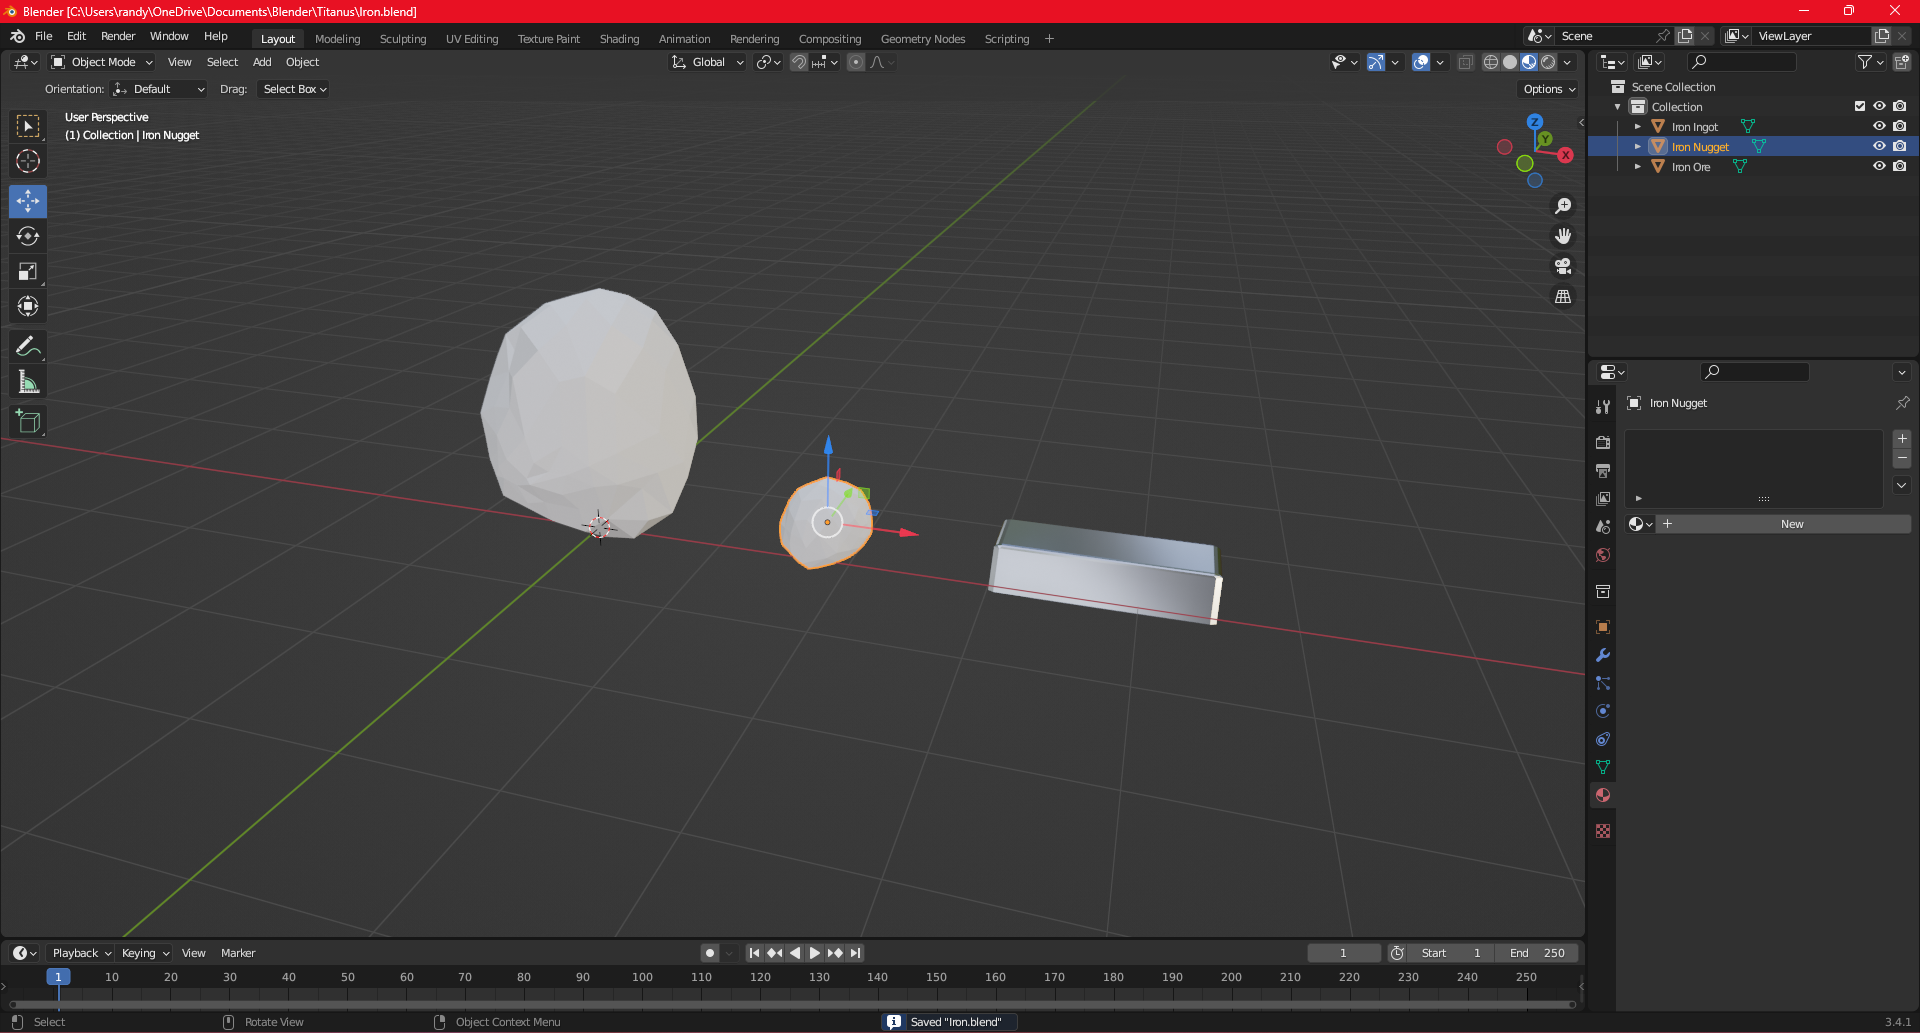 Blender [C:\Users\randy\OneDrive\Documents\Blender\Titanus\Iron.blend]
File Edit Render Window Help Layout Modeling Sculpting UV Editing Texture Paint Shading Animation Rendering Compositing Geometry Nodes Scripting + Scene ViewLayer
Object Mode View Select Add Object Global
Orientation: Default Drag: Select Box Options
User Perspective
(1) Collection | Iron Nugget
Z
Y
X
Scene Collection
Collection
Iron Ingot
Iron Nugget
Iron Ore
Iron Nugget
New
Playback Keying View Marker 1 Start 1 End 250
1 10 20 30 40 50 60 70 80 90 100 110 120 130 140 150 160 170 180 190 200 210 220 230 240 250
Select Rotate View Object Context Menu Saved "Iron.blend" 3.4.1